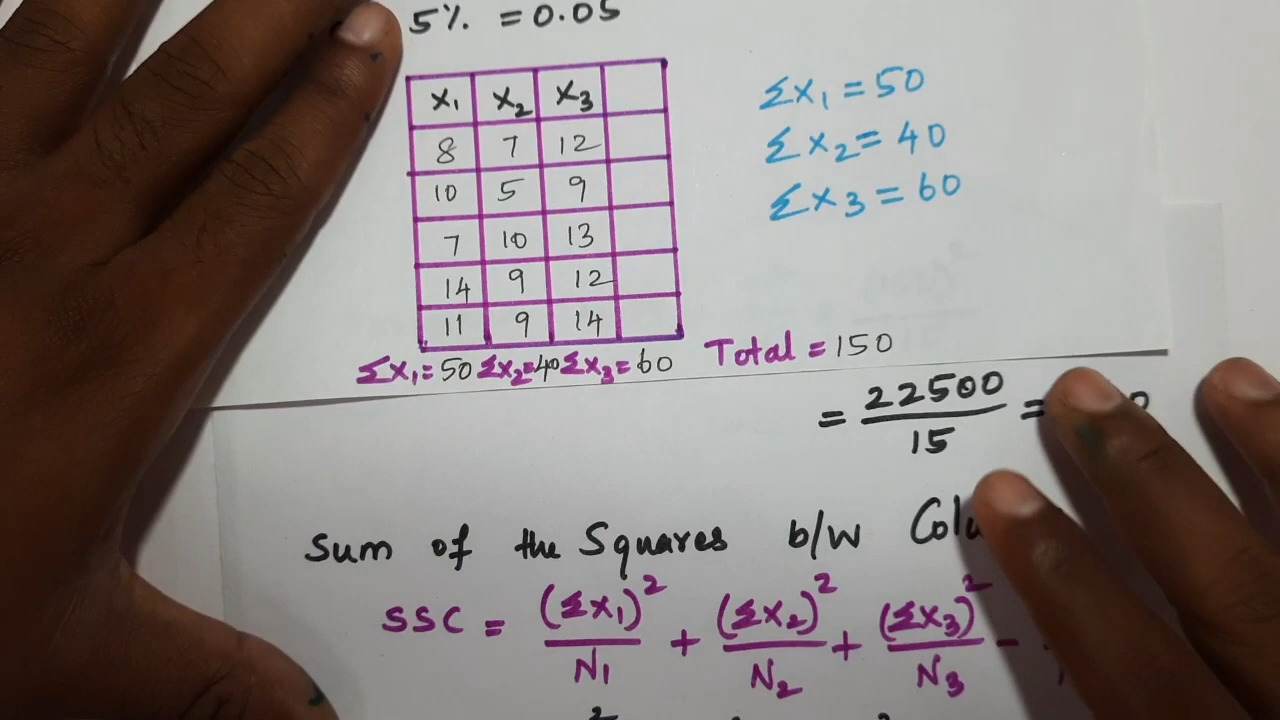 5% = 0.05
X₁ X₂ X₃
8 7 12
10 5 9
7 10 13
14 9 12
11 9 14
Σx₁ = 50 Σx₂ = 40 Σx₃ = 60
Total = 150
Σx₁ = 50
Σx₂ = 40
Σx₃ = 60
= 22500/15 =
Sum of the Squares b/w
SSC = (Σx₁)²/N₁ + (Σx₂)²/N₂ + (Σx₃)²/N₃ −